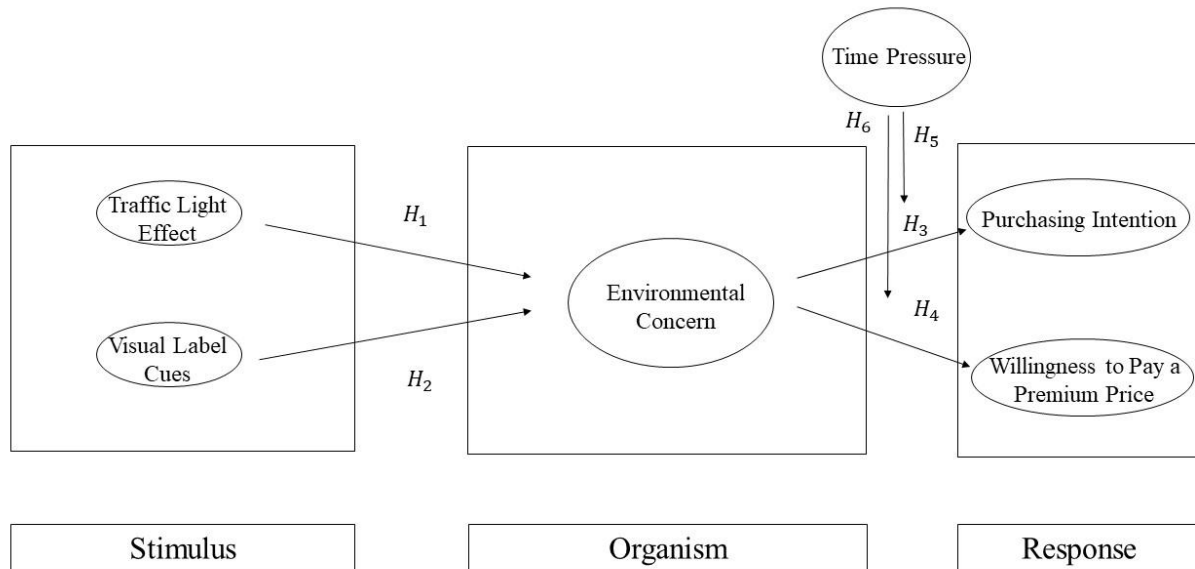 Time Pressure
H₆
H₅
Traffic Light
Effect
H₁
Visual Label
Cues
H₂
Environmental
Concern
H₃
Purchasing Intention
H₄
Willingness to Pay a
Premium Price
Stimulus
Organism
Response